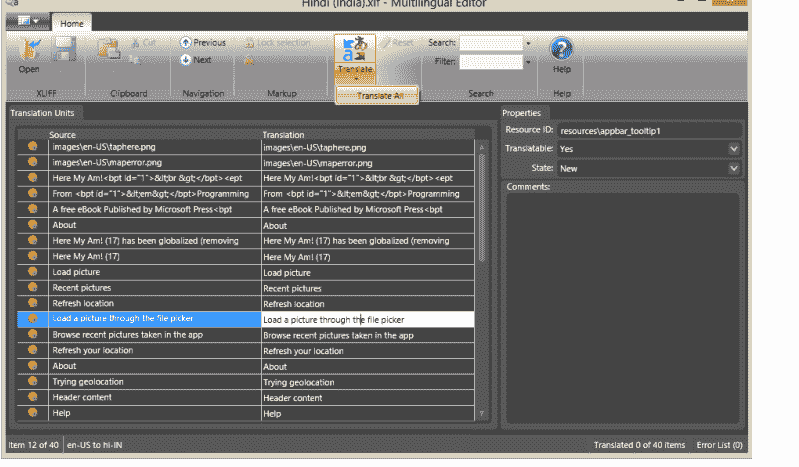 Hindi (India).xlf - Multilingual Editor
Home
Open
Cut
Previous
Next
Lock selection
Translate
Reset
Search:
Filter:
Help
XLIFF
Clipboard
Navigation
Markup
Translate All
Search
Help
Translation Units
Properties
Source Translation
images\en-US\taphere.png images\en-US\taphere.png
images\en-US\maperror.png images\en-US\maperror.png
Here My Am!<bpt id="1">&lt;br &gt;</bpt> <ept Here My Am!<bpt id="1">&lt;br &gt;</bpt> <ept
From <bpt id="1">&lt;em&gt;</bpt>Programming From <bpt id="1">&lt;em&gt;</bpt>Programming
A free eBook Published by Microsoft Press<bpt A free eBook Published by Microsoft Press<bpt
About About
Here My Am! (17) has been globalized (removing Here My Am! (17) has been globalized (removing
Here My Am! (17) Here My Am! (17)
Load picture Load picture
Recent pictures Recent pictures
Refresh location Refresh location
Load a picture through the file picker Load a picture through the file picker
Browse recent pictures taken in the app Browse recent pictures taken in the app
Refresh your location Refresh your location
About About
Trying geolocation Trying geolocation
Header content Header content
Help Help
Resource ID: resources\appbar_tooltip1
Translatable: Yes
State: New
Comments:
Item 12 of 40 en-US to hi-IN Translated 0 of 40 items Error List (0)